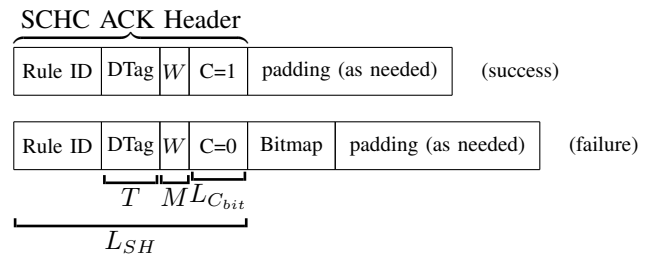 SCHC ACK Header
Rule ID DTag W C=1 padding (as needed) (success)
Rule ID DTag W C=0 Bitmap padding (as needed) (failure)
T M L_{C_{bit}}
L_{SH}